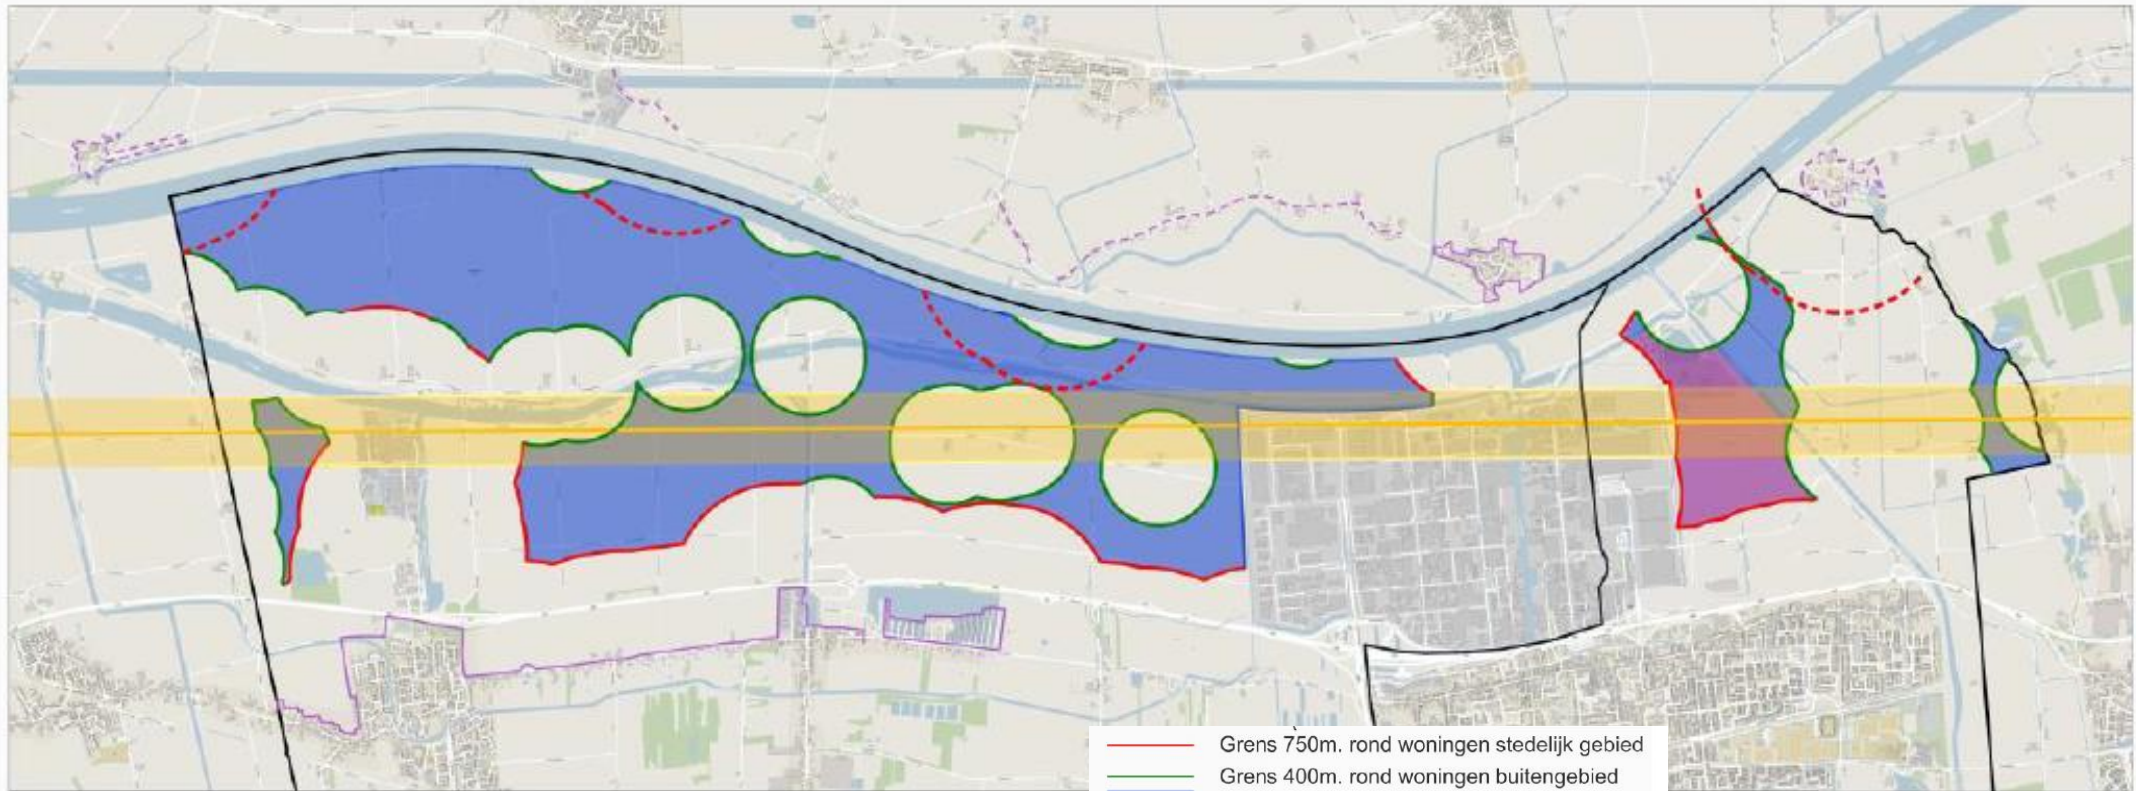 Grens 750m. rond woningen stedelijk gebied
Grens 400m. rond woningen buitengebied